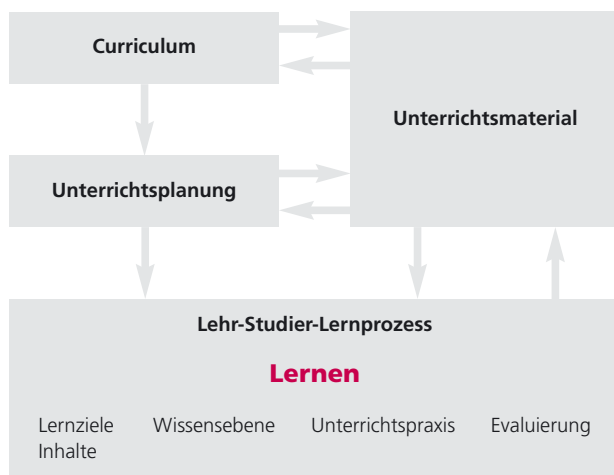 Curriculum
Unterrichtsmaterial
Unterrichtsplanung
Lehr-Studier-Lernprozess
Lernen
Lernziele Wissensebene Unterrichtspraxis Evaluierung
Inhalte